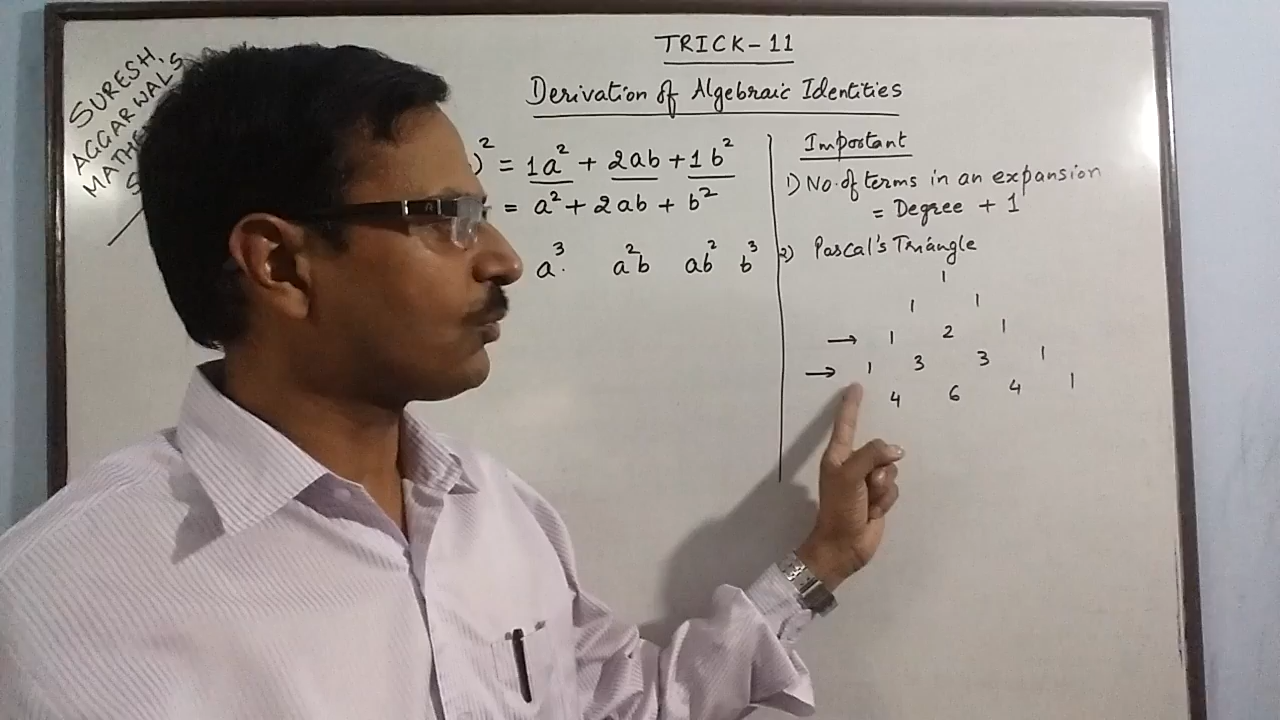 SURESH
AGGARWAL'S
MATHE
S
TRICK-11
Derivation of Algebraic Identities
)² = 1a² + 2ab + 1b²
= a² + 2ab + b²
a³ a²b ab² b³
Important
1) No. of terms in an expansion
= Degree + 1
2) Pascal's Triangle
1
1 1
→ 1 2 1
→ 1 3 3 1
4 6 4 1